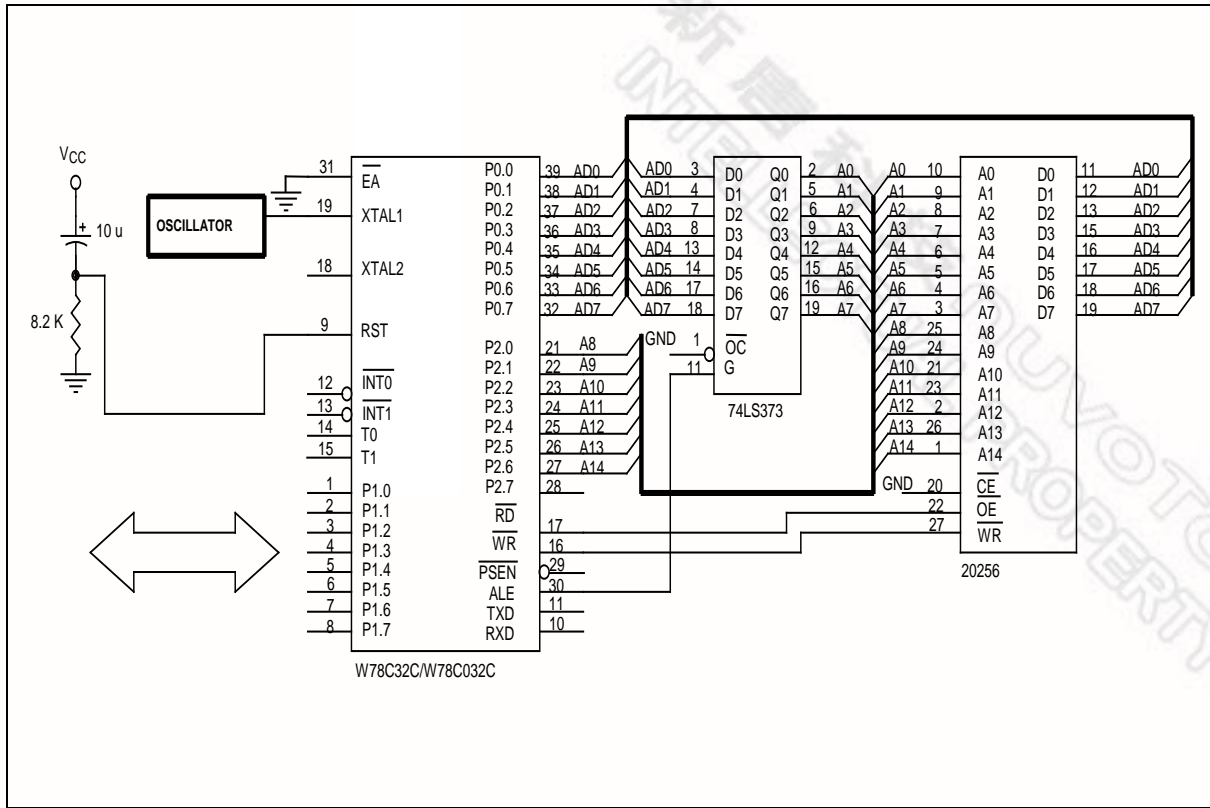 VCC
+ 10 u
8.2 K
OSCILLATOR
31 EA
19 XTAL1
18 XTAL2
9 RST
12 INT0
13 INT1
14 T0
15 T1
1 P1.0
2 P1.1
3 P1.2
4 P1.3
5 P1.4
6 P1.5
7 P1.6
8 P1.7
P0.0 39 AD0
P0.1 38 AD1
P0.2 37 AD2
P0.3 36 AD3
P0.4 35 AD4
P0.5 34 AD5
P0.6 33 AD6
P0.7 32 AD7
P2.0 21 A8
P2.1 22 A9
P2.2 23 A10
P2.3 24 A11
P2.4 25 A12
P2.5 26 A13
P2.6 27 A14
P2.7 28
RD 17
WR 16
PSEN 29
ALE 30
TXD 11
RXD 10
W78C32C/W78C032C
AD0 3 D0 Q0 2 A0
AD1 4 D1 Q1 5 A1
AD2 7 D2 Q2 6 A2
AD3 8 D3 Q3 9 A3
AD4 13 D4 Q4 12 A4
AD5 14 D5 Q5 15 A5
AD6 17 D6 Q6 16 A6
AD7 18 D7 Q7 19 A7
GND 1 OC
11 G
74LS373
A0 10 A0 D0 11 AD0
A1 9 A1 D1 12 AD1
A2 8 A2 D2 13 AD2
A3 7 A3 D3 15 AD3
A4 6 A4 D4 16 AD4
A5 5 A5 D5 17 AD5
A6 4 A6 D6 18 AD6
A7 3 A7 D7 19 AD7
A8 25 A8
A9 24 A9
A10 21 A10
A11 23 A11
A12 2 A12
A13 26 A13
A14 1 A14
GND 20 CE
22 OE
27 WR
20256
新唐科
NUVOTO
PROPERTY